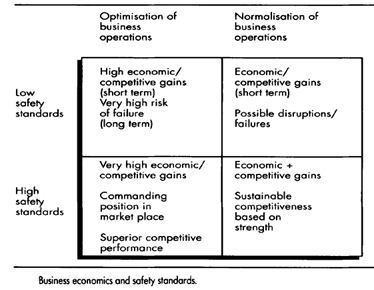 Optimisation of
business
operations
Normalisation of
business
operations
Low
safety
standards
High economic/
competitive gains
(short term)
Very high risk
of failure
(long term)
Economic/
competitive gains
(short term)
Possible disruptions/
failures
High
safety
standards
Very high economic/
competitive gains
Commanding
position in
market place
Superior competitive
performance
Economic +
competitive gains
Sustainable
competitiveness
based on
strength
Business economics and safety standards.